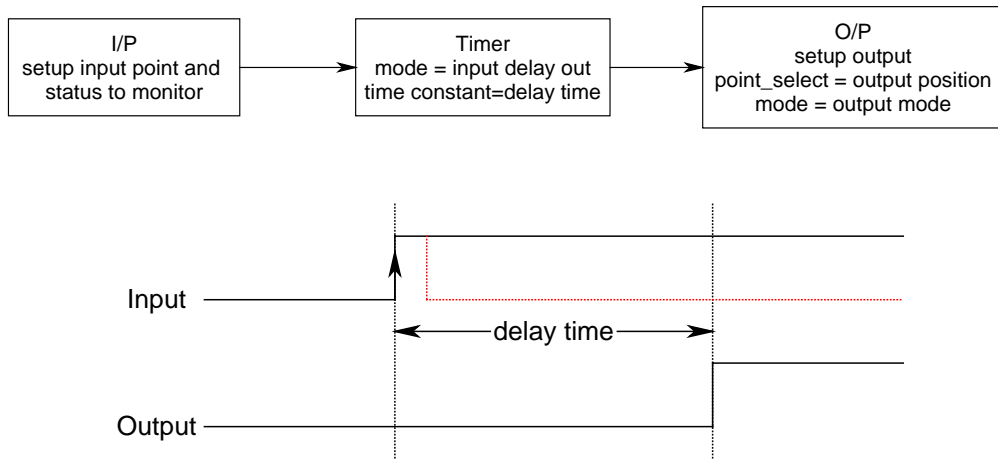 I/P
setup input point and
status to monitor
Timer
mode = input delay out
time constant=delay time
O/P
setup output
point_select = output position
mode = output mode
Input
delay time
Output